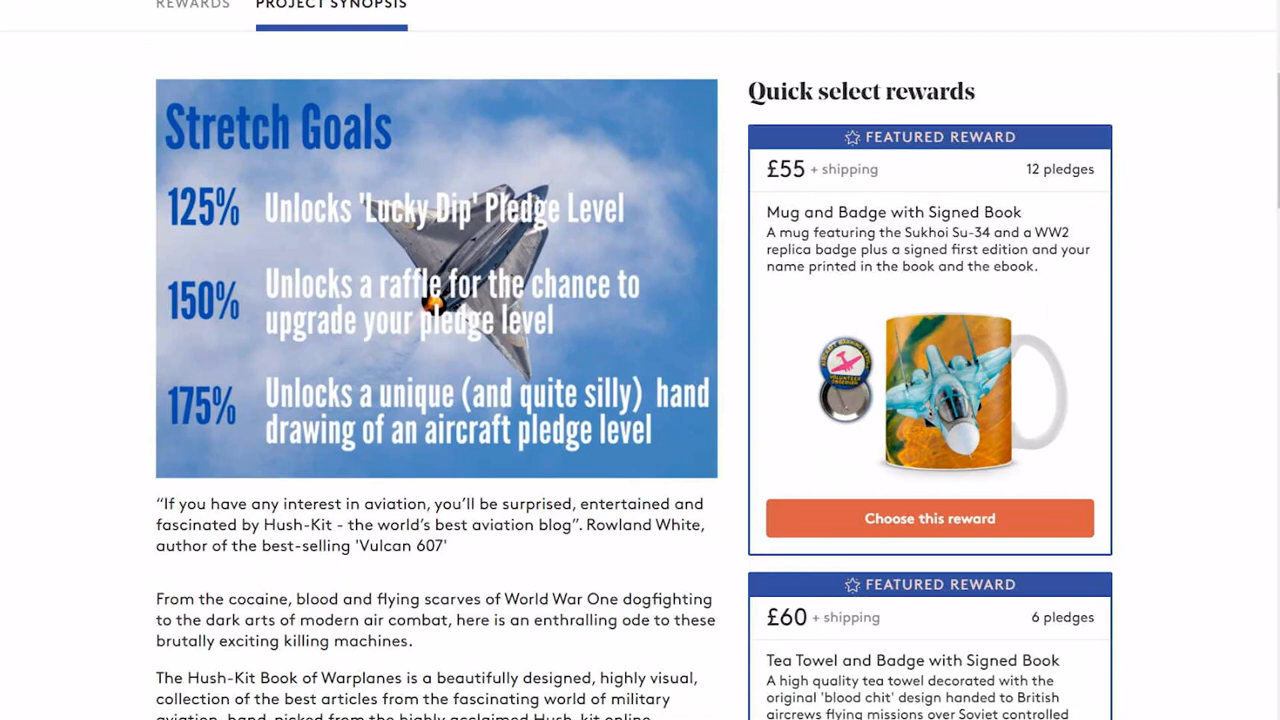 REWARDS
PROJECT SYNOPSIS
Stretch Goals
125%
Unlocks 'Lucky Dip' Pledge Level
150%
Unlocks a raffle for the chance to
upgrade your pledge level
175%
Unlocks a unique (and quite silly) hand
drawing of an aircraft pledge level
“If you have any interest in aviation, you’ll be surprised, entertained and
fascinated by Hush-Kit - the world’s best aviation blog”. Rowland White,
author of the best-selling 'Vulcan 607'
From the cocaine, blood and flying scarves of World War One dogfighting
to the dark arts of modern air combat, here is an enthralling ode to these
brutally exciting killing machines.
The Hush-Kit Book of Warplanes is a beautifully designed, highly visual,
collection of the best articles from the fascinating world of military
aviation, hand-picked from the highly acclaimed Hush-kit online
Quick select rewards
FEATURED REWARD
£55 + shipping
12 pledges
Mug and Badge with Signed Book
A mug featuring the Sukhoi Su-34 and a WW2
replica badge plus a signed first edition and your
name printed in the book and the ebook.
Choose this reward
FEATURED REWARD
£60 + shipping
6 pledges
Tea Towel and Badge with Signed Book
A high quality tea towel decorated with the
original 'blood chit' design handed to British
aircrews flying missions over Soviet controlled